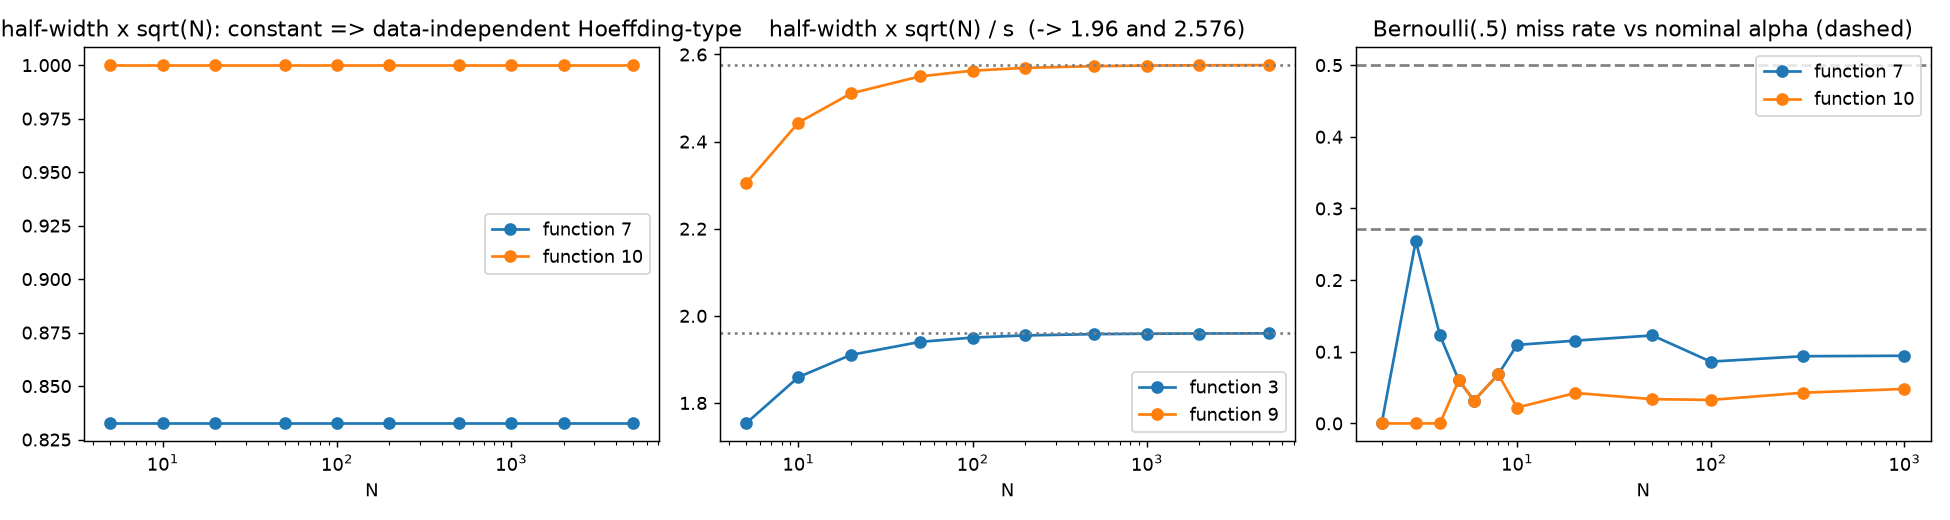 half-width x sqrt(N): constant => data-independent Hoeffding-type
1.000
0.975
0.950
0.925
0.900
0.875
0.850
0.825
function 7
function 10
10¹
10²
10³
N
half-width x sqrt(N) / s (-> 1.96 and 2.576)
2.6
2.4
2.2
2.0
1.8
function 3
function 9
10¹
10²
10³
N
Bernoulli(.5) miss rate vs nominal alpha (dashed)
0.5
0.4
0.3
0.2
0.1
0.0
function 7
function 10
10¹
10²
10³
N